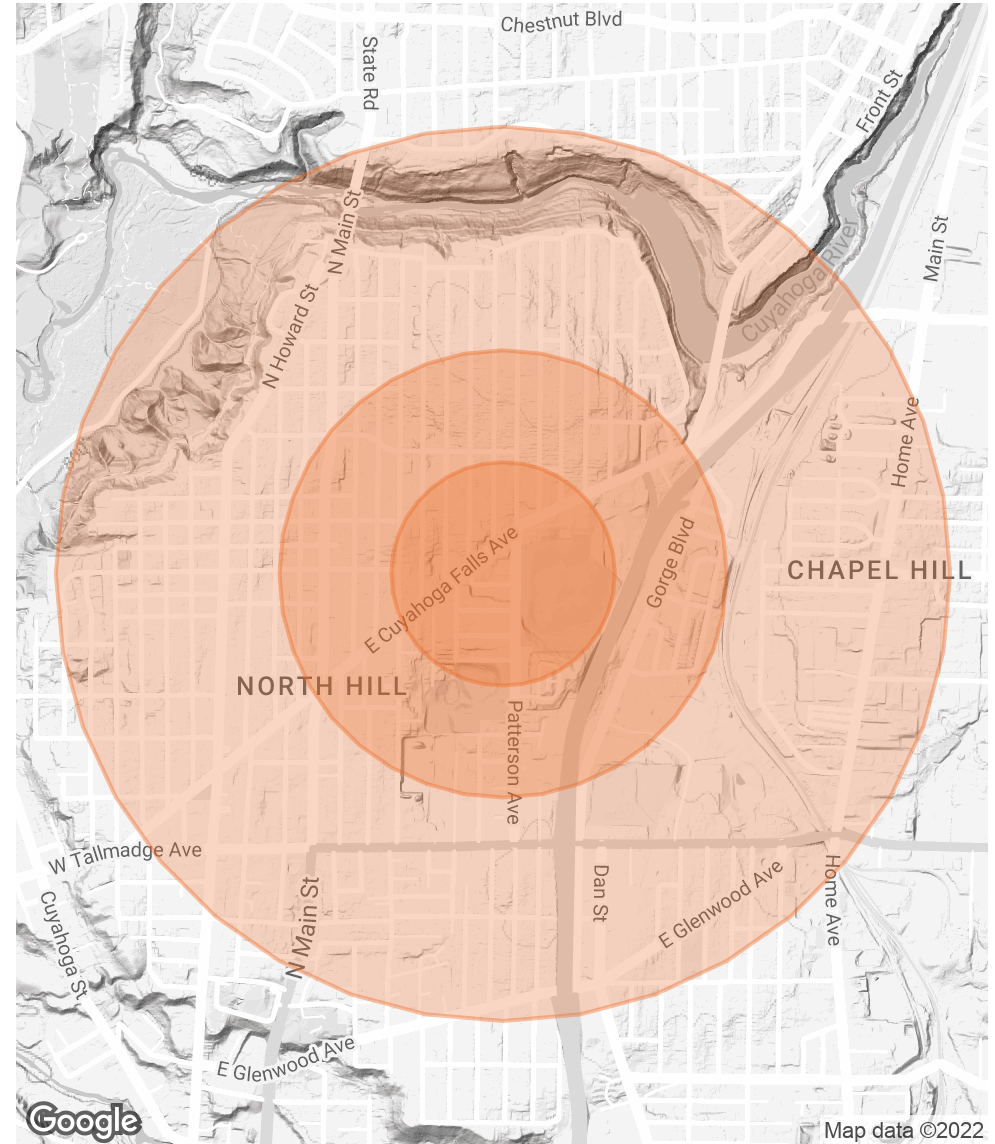 Chestnut Blvd
State Rd
Front St
N Main St
Main St
Cuyahoga River
N Howard St
Home Ave
E Cuyahoga Falls Ave
Gorge Blvd
CHAPEL HILL
NORTH HILL
Patterson Ave
W Tallmadge Ave
Dan St
E Glenwood Ave
Home Ave
N Main St
Cuyahoga St
E Glenwood Ave
Google
Map data ©2022